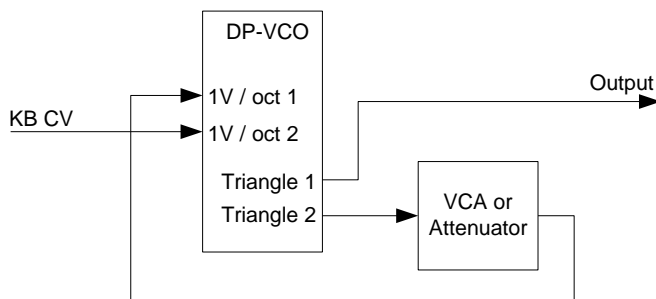 DP-VCO
Output
1V / oct 1
KB CV
1V / oct 2
Triangle 1
Triangle 2
VCA or
Attenuator